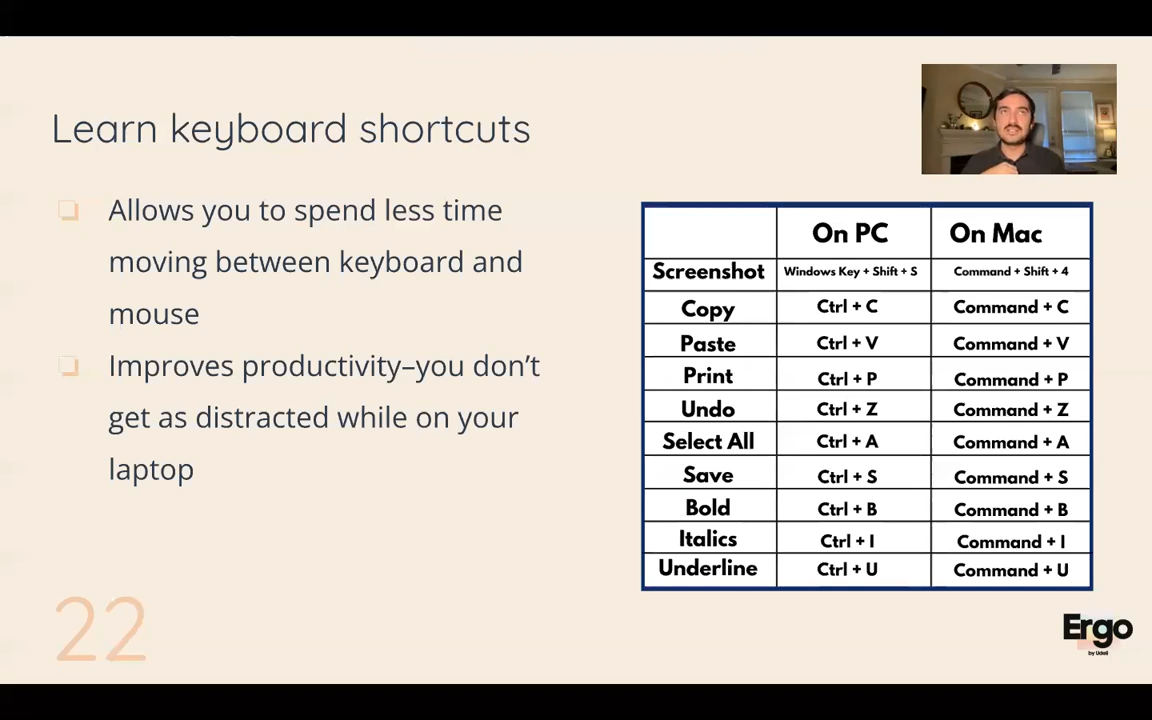 Learn keyboard shortcuts
Allows you to spend less time
moving between keyboard and
mouse
Improves productivity–you don't
get as distracted while on your
laptop
On PC On Mac
Screenshot Windows Key + Shift + S Command + Shift + 4
Copy Ctrl + C Command + C
Paste Ctrl + V Command + V
Print Ctrl + P Command + P
Undo Ctrl + Z Command + Z
Select All Ctrl + A Command + A
Save Ctrl + S Command + S
Bold Ctrl + B Command + B
Italics Ctrl + I Command + I
Underline Ctrl + U Command + U
22
Ergo
by Udeli